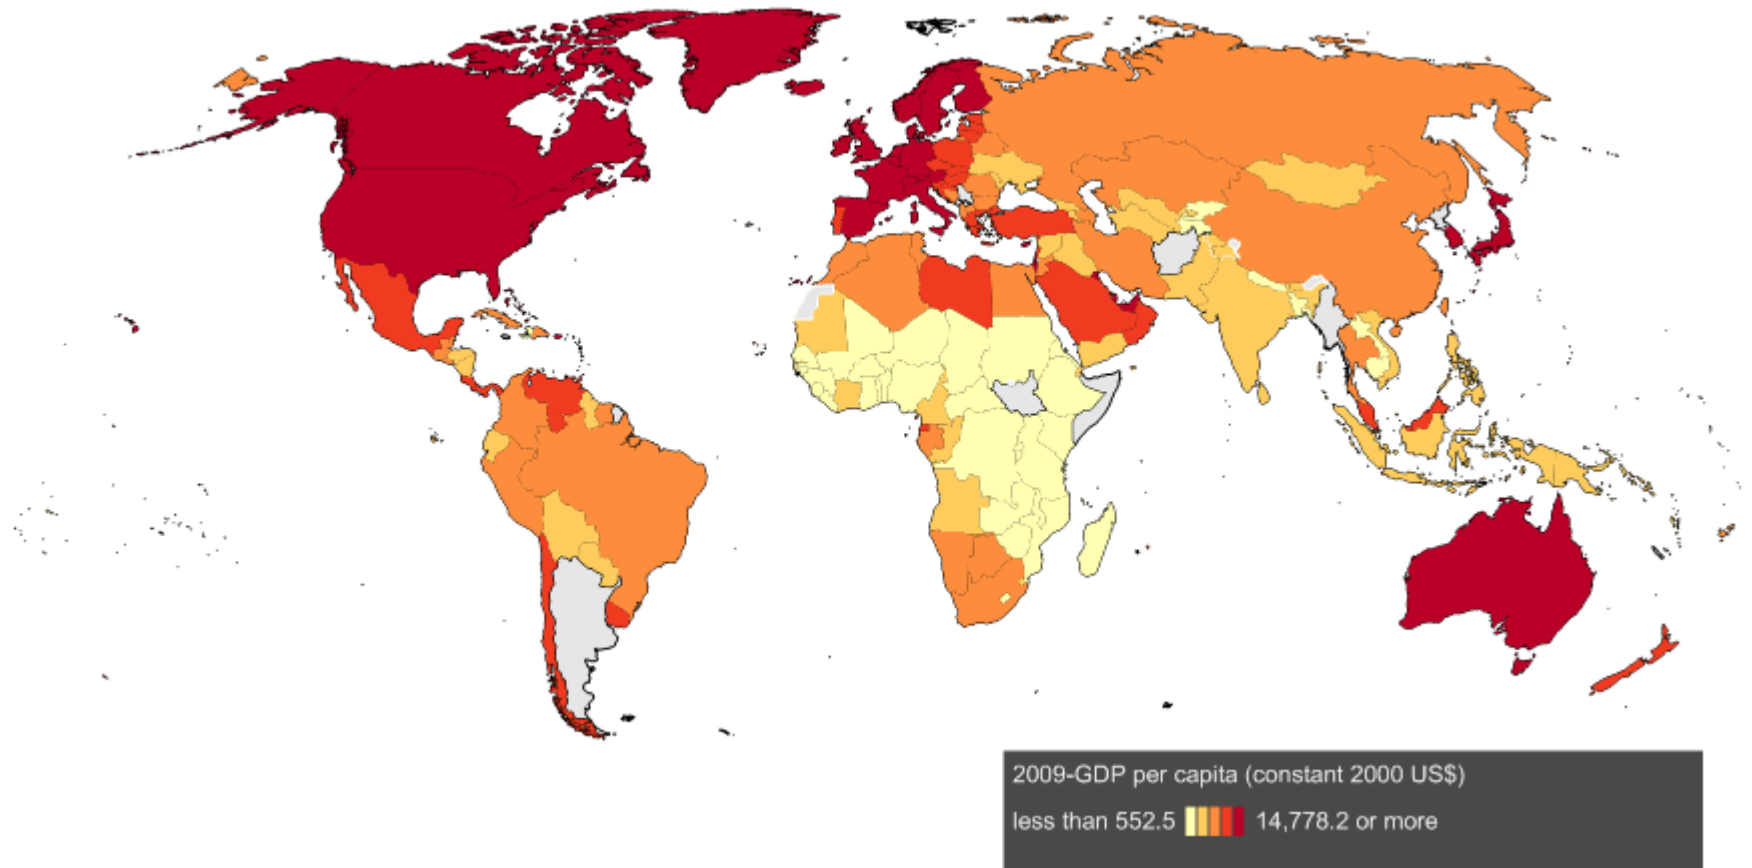 2009-GDP per capita (constant 2000 US$)
less than 552.5 14,778.2 or more